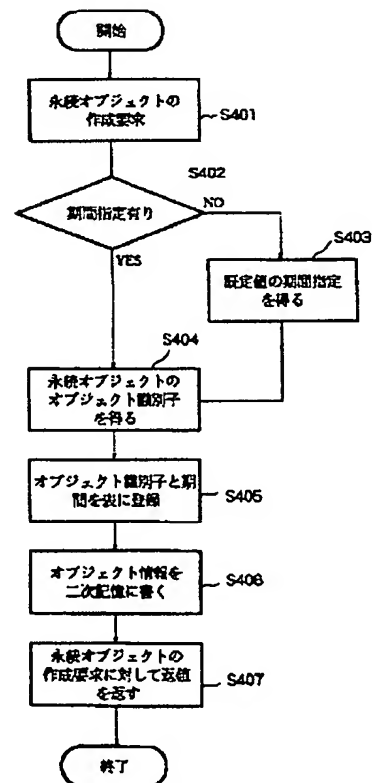 開始
永続オブジェクトの
作成要求
S401
S402
期間指定有り
NO
YES
S403
既定値の期間指定
を得る
S404
永続オブジェクトの
オブジェクト識別子
を得る
オブジェクト識別子と期
間を表に登録
S405
オブジェクト情報を
二次記憶に書く
S406
永続オブジェクトの
作成要求に対して返値
を返す
S407
終了